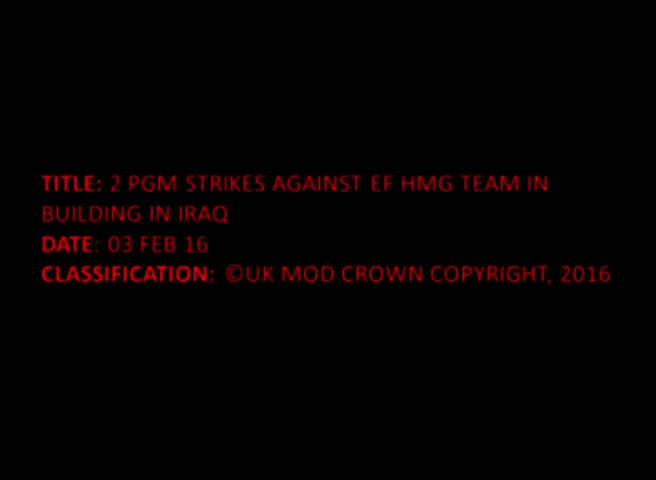 TITLE: 2 PGM STRIKES AGAINST EF HMG TEAM IN
BUILDING IN IRAQ
DATE: 03 FEB 16
CLASSIFICATION: ©UK MOD CROWN COPYRIGHT, 2016